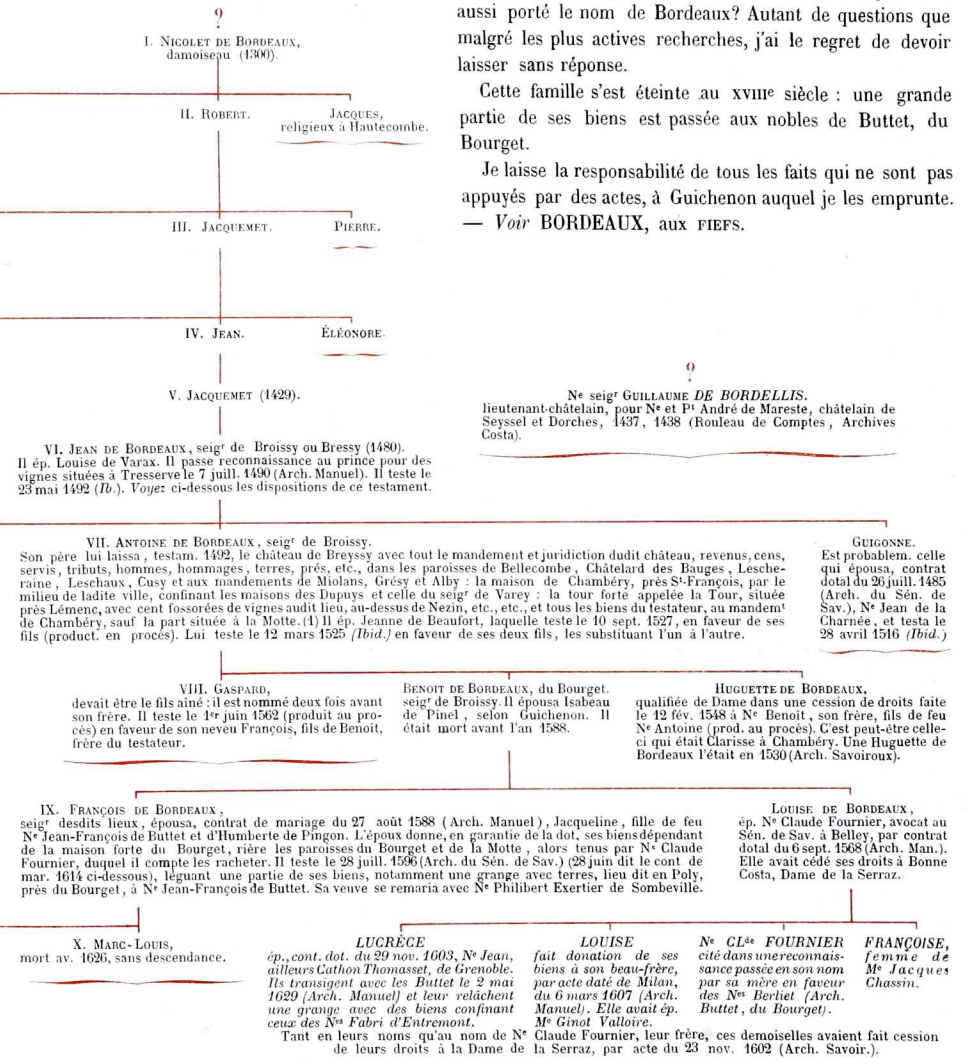 aussi porté le nom de Bordeaux? Autant de questions que
malgré les plus actives recherches, j'ai le regret de devoir
laisser sans réponse.
Cette famille s'est éteinte au XVIIIe siècle : une grande
partie de ses biens est passée aux nobles de Buttet, du
Bourget.
Je laisse la responsabilité de tous les faits qui ne sont pas
appuyés par des actes, à Guichenon auquel je les emprunte.
— Voir BORDEAUX, aux FIEFS.
?
I. NICOLET DE BORDEAUX,
damoiseau (1300).
II. ROBERT.
JACQUES,
religieux à Hautecombe.
III. JACQUEMET.
PIERRE.
IV. JEAN.
ÉLÉONORE.
V. JACQUEMET (1429).
?
Ne seigr GUILLAUME DE BORDELLIS.
lieutenant-châtelain, pour Ne et Pt André de Mareste, châtelain de
Seyssel et Dorches, 1437, 1438 (Rouleau de Comptes, Archives
Costa).
VI. JEAN DE BORDEAUX, seigr de Broissy ou Bressy (1480).
Il ép. Louise de Varax. Il passe reconnaissance au prince pour des
vignes situées à Tresserve le 7 juill. 1490 (Arch. Manuel). Il teste le
23 mai 1492 (Ib.). Voyez ci-dessous les dispositions de ce testament.
VII. ANTOINE DE BORDEAUX, seigr de Broissy.
Son père lui laissa, testam. 1492, le château de Breyssy avec tout le mandement et juridiction dudit château, revenus, cens,
servis, tributs, hommes, hommages, terres, prés, etc., dans les paroisses de Bellecombe, Châtelard des Bauges, Lesche-
raine, Leschaux, Cusy et aux mandements de Miolans, Grésy et Alby : la maison de Chambéry, près St-François, par le
milieu de ladite ville, confinant les maisons des Dupuys et celle du seigr de Varey : la tour forte appelée la Tour, située
près Lémenc, avec cent fossorées de vignes audit lieu, au-dessus de Nezin, etc., etc., et tous les biens du testateur, au mandemt
de Chambéry, sauf la part située à la Motte. (1) Il ép. Jeanne de Beaufort, laquelle teste le 10 sept. 1527, en faveur de ses
fils (product. en procès). Lui teste le 12 mars 1525 (Ibid.) en faveur de ses deux fils, les substituant l'un à l'autre.
GUIGONNE.
Est probablem. celle
qui épousa, contrat
dotal du 26 juill. 1485
(Arch. du Sén. de
Sav.), Ne Jean de la
Charnée, et testa le
28 avril 1516 (Ibid.)
VIII. GASPARD,
devait être le fils ainé : il est nommé deux fois avant
son frère. Il teste le 1er juin 1562 (produit au pro-
cès) en faveur de son neveu François, fils de Benoit,
frère du testateur.
BENOIT DE BORDEAUX, du Bourget.
seigr de Broissy. Il épousa Isabeau
de Pinel, selon Guichenon. Il
était mort avant l'an 1588.
HUGUETTE DE BORDEAUX,
qualifiée de Dame dans une cession de droits faite
le 12 fév. 1548 à Ne Benoit, son frère, fils de feu
Ne Antoine (prod. au procès). C'est peut-être celle-
ci qui était Clarisse à Chambéry. Une Huguette de
Bordeaux l'était en 1530 (Arch. Savoiroux).
IX. FRANÇOIS DE BORDEAUX,
seigr desdits lieux, épousa, contrat de mariage du 27 août 1588 (Arch. Manuel), Jacqueline, fille de feu
Ne Jean-François de Buttet et d'Humberte de Pingon. L'époux donne, en garantie de la dot, ses biens dépendant
de la maison forte du Bourget, rière les paroisses du Bourget et de la Motte, alors tenus par Ne Claude
Fournier, duquel il compte les racheter. Il teste le 28 juill. 1596 (Arch. du Sén. de Sav.) (28 juin dit le cont. de
mar. 1614 ci-dessous), léguant une partie de ses biens, notamment une grange avec terres, lieu dit en Poly,
près du Bourget, à Ne Jean-François de Buttet. Sa veuve se remaria avec Ne Philibert Exertier de Sombeville.
LOUISE DE BORDEAUX,
ép. Ne Claude Fournier, avocat au
Sén. de Sav. à Belley, par contrat
dotal du 6 sept. 1568 (Arch. Man.).
Elle avait cédé ses droits à Bonne
Costa, Dame de la Serraz.
X. MARC-LOUIS,
mort av. 1626, sans descendance.
LUCRÈCE
ép., cont. dot. du 29 nov. 1603, Ne Jean,
ailleurs Cathon Thomasset, de Grenoble.
Ils transigent avec les Buttet le 2 mai
1629 (Arch. Manuel) et leur relâchent
une grange avec des biens confinant
ceux des Nes Fabri d'Entremont.
LOUISE
fait donation de ses
biens à son beau-frère,
par acte daté de Milan,
du 6 mars 1607 (Arch.
Manuel). Elle avait ép.
Me Ginot Valloire.
Ne CLde FOURNIER
cité dans une reconnais-
sance passée en son nom
par sa mère en faveur
des Nes Berliet (Arch.
Buttet, du Bourget).
FRANÇOISE,
femme de
Me Jacques
Chassin.
Tant en leurs noms qu'au nom de Ne Claude Fournier, leur frère, ces demoiselles avaient fait cession
de leurs droits à la Dame de la Serraz, par acte du 23 nov. 1602 (Arch. Savoir.).